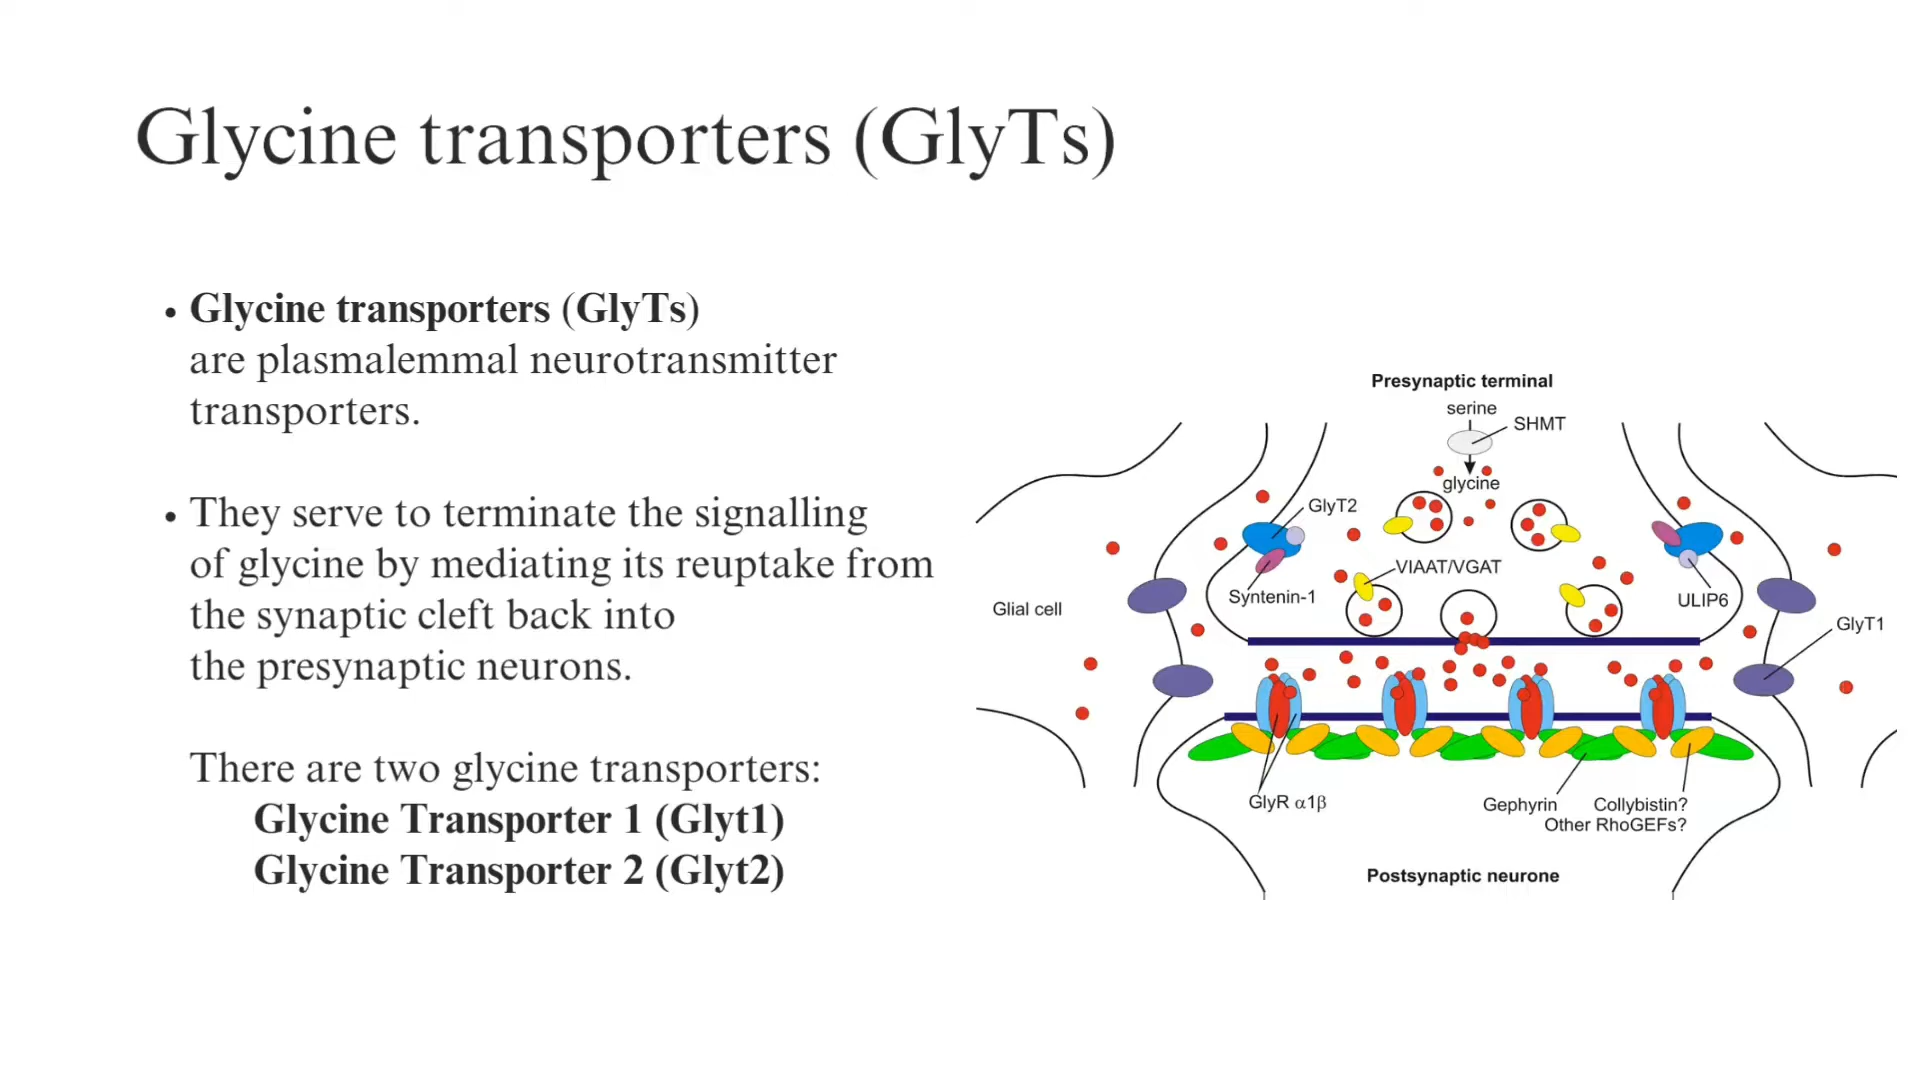 Glycine transporters (GlyTs)
• Glycine transporters (GlyTs)
are plasmalemmal neurotransmitter
transporters.
• They serve to terminate the signalling
of glycine by mediating its reuptake from
the synaptic cleft back into
the presynaptic neurons.
There are two glycine transporters:
Glycine Transporter 1 (Glyt1)
Glycine Transporter 2 (Glyt2)
Presynaptic terminal
serine
SHMT
glycine
GlyT2
VIAAT/VGAT
Syntenin-1
ULIP6
Glial cell
GlyT1
GlyR α1β
Gephyrin
Collybistin?
Other RhoGEFs?
Postsynaptic neurone